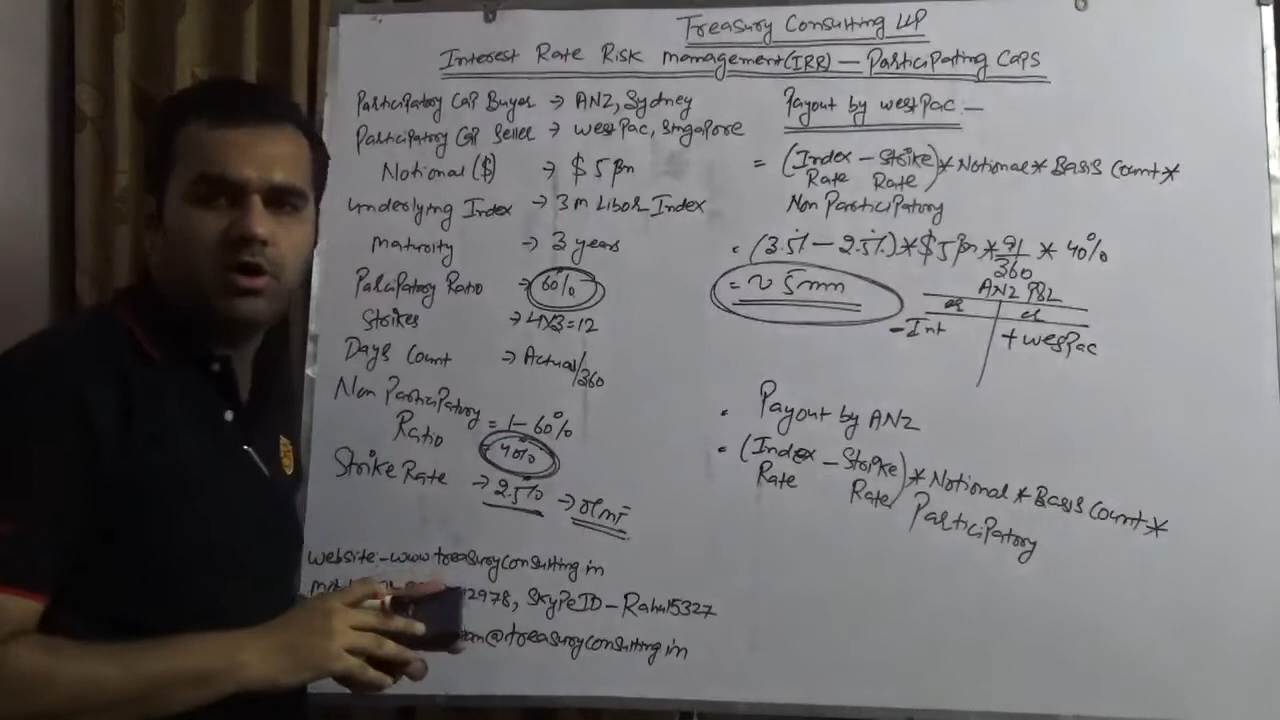 Treasury Consulting LLP
Interest Rate Risk management(IRR) – Participating Caps
Participatory Cap Buyer → ANZ, Sydney
Participatory Cap Seller → WestPac, Singapore
Notional ($) → $ 5 Bn
Underlying Index → 3m Libor Index
Maturity → 3 years
Participatory Ratio → 60%
Strikes → 4x3=12
Days Count → Actual/360
Non Participatory Ratio = 1-60%
= 40%
Strike Rate → 2.5% →
Website:-www.treasuryconsulting.in
12978, SkypeID-Rahul5327
@treasuryconsulting.in
Payout by WestPac –
= (Index Rate - Strike Rate) * Notional * Basis Count *
Non Participatory
= (3.5% - 2.5%) * $ 5 Bn * 91/360 * 40%
= ~ 5mm
ANZ P&L
Dr Cr
- Int + WestPac
= Payout by ANZ
= (Index Rate - Strike Rate) * Notional * Basis Count *
Participatory